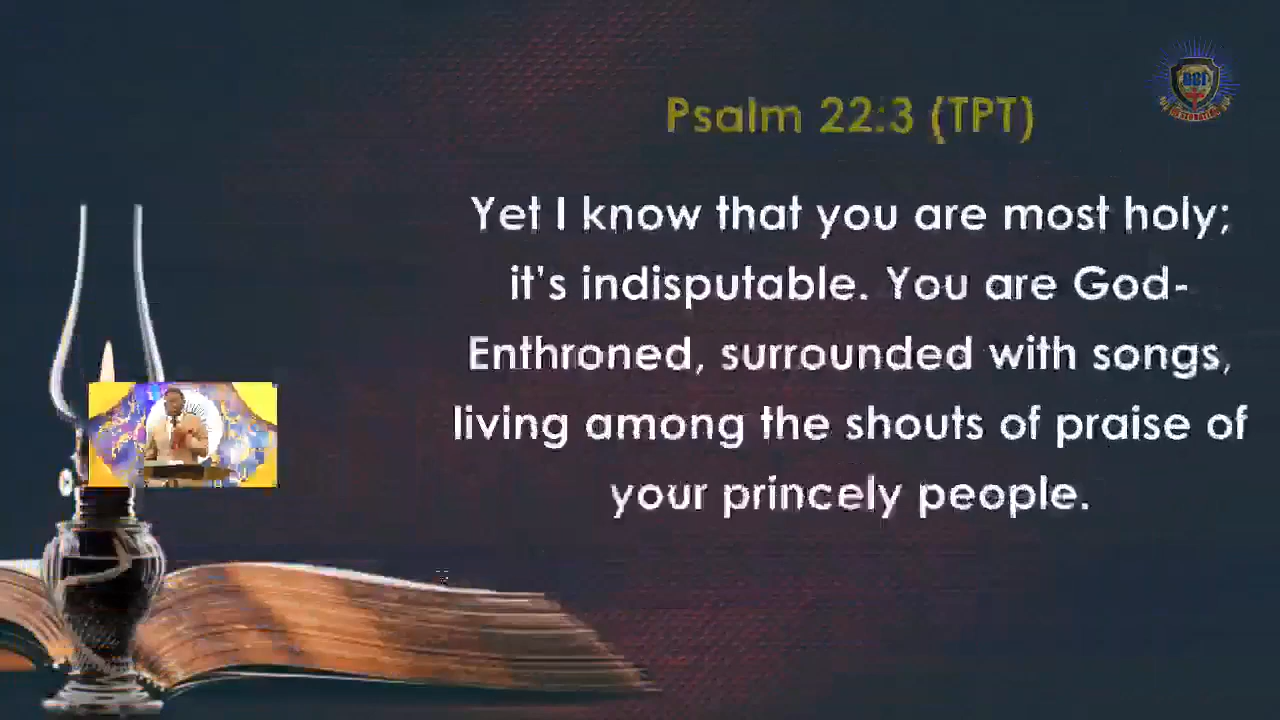 Psalm 22:3 (TPT)
Yet I know that you are most holy;
it's indisputable. You are God-
Enthroned, surrounded with songs,
living among the shouts of praise of
your princely people.